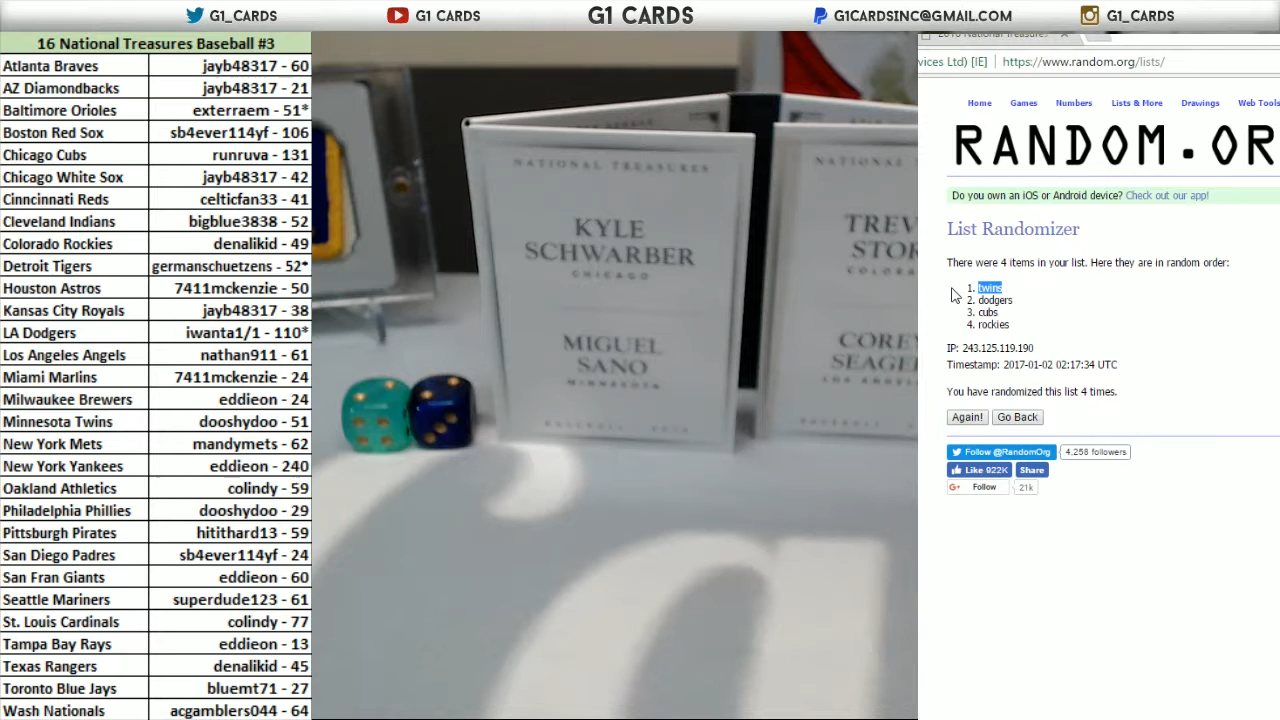 G1_CARDS
G1 CARDS
G1 CARDS
G1CARDSINC@GMAIL.COM
G1_CARDS
16 National Treasures Baseball #3
Atlanta Braves jayb48317 - 60
AZ Diamondbacks jayb48317 - 21
Baltimore Orioles exterraem - 51*
Boston Red Sox sb4ever114yf - 106
Chicago Cubs runruva - 131
Chicago White Sox jayb48317 - 42
Cinncincnati Reds celticfan33 - 41
Cleveland Indians bigblue3838 - 52
Colorado Rockies denalikid - 49
Detroit Tigers germanschuetzens - 52*
Houston Astros 7411mckenzie - 50
Kansas City Royals jayb48317 - 38
LA Dodgers iwanta1/1 - 110*
Los Angeles Angels nathan911 - 61
Miami Marlins 7411mckenzie - 24
Milwaukee Brewers eddieon - 24
Minnesota Twins dooshydoo - 51
New York Mets mandymets - 62
New York Yankees eddieon - 240
Oakland Athletics colindy - 59
Philadelphia Phillies dooshydoo - 29
Pittsburgh Pirates hitithard13 - 59
San Diego Padres sb4ever114yf - 24
San Fran Giants eddieon - 60
Seattle Mariners superdude123 - 61
St. Louis Cardinals colindy - 77
Tampa Bay Rays eddieon - 13
Texas Rangers denalikid - 45
Toronto Blue Jays bluemt71 - 27
Wash Nationals acgamblers044 - 64
NATIONAL TREASURES
KYLE
SCHWARBER
CHICAGO
MIGUEL
SANO
MINNESOTA
NATIONAL
TREV
STOR
COLORA
COREY
SEAGE
LOS ANGEL
vices Ltd) [IE] https://www.random.org/lists/
Home Games Numbers Lists & More Drawings Web Tools
RANDOM.OR
Do you own an iOS or Android device? Check out our app!
List Randomizer
There were 4 items in your list. Here they are in random order:
1. twins
2. dodgers
3. cubs
4. rockies
IP: 243.125.119.190
Timestamp: 2017-01-02 02:17:34 UTC
You have randomized this list 4 times.
Again! Go Back
Follow @RandomOrg 4,258 followers
Like 922K Share
G+ Follow 21k